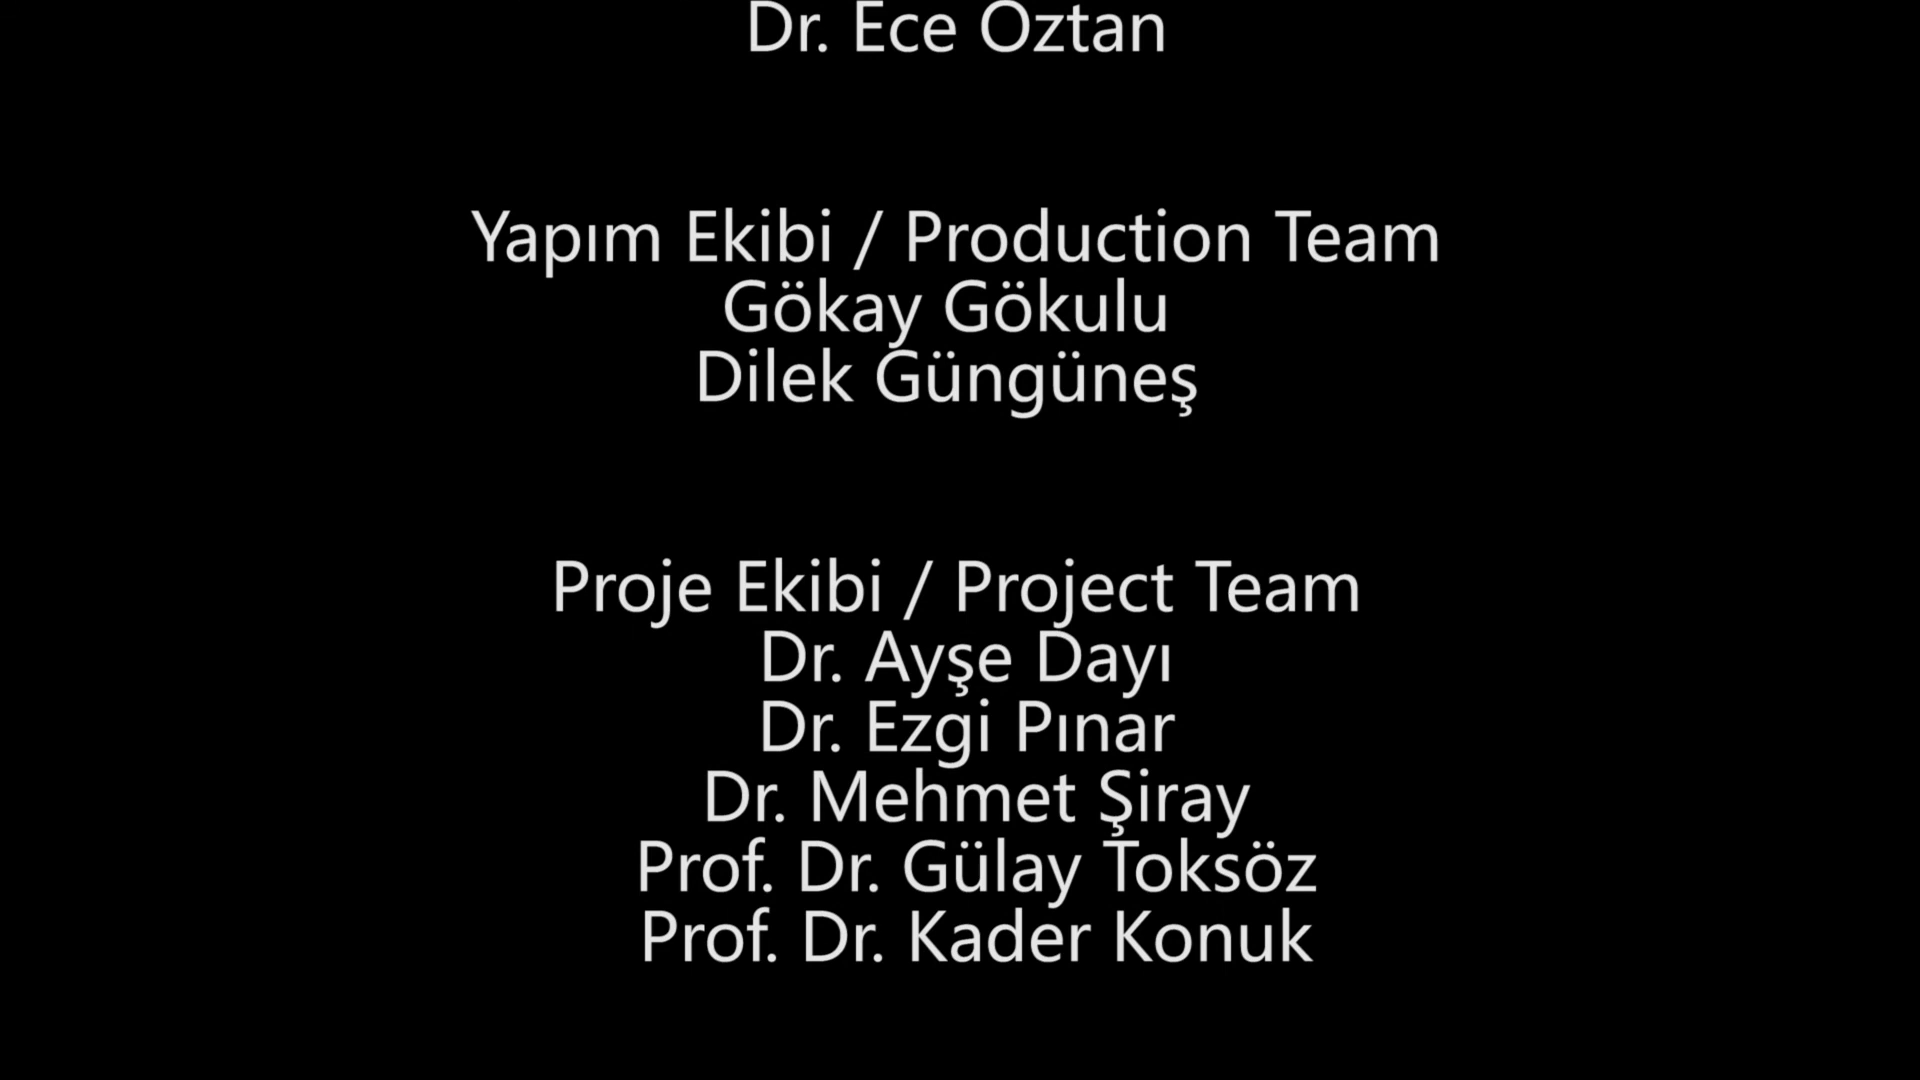 Dr. Ece Öztan
Yapım Ekibi / Production Team
Gökay Gökulu
Dilek Güngüneş
Proje Ekibi / Project Team
Dr. Ayşe Dayı
Dr. Ezgi Pınar
Dr. Mehmet Şiray
Prof. Dr. Gülay Toksöz
Prof. Dr. Kader Konuk